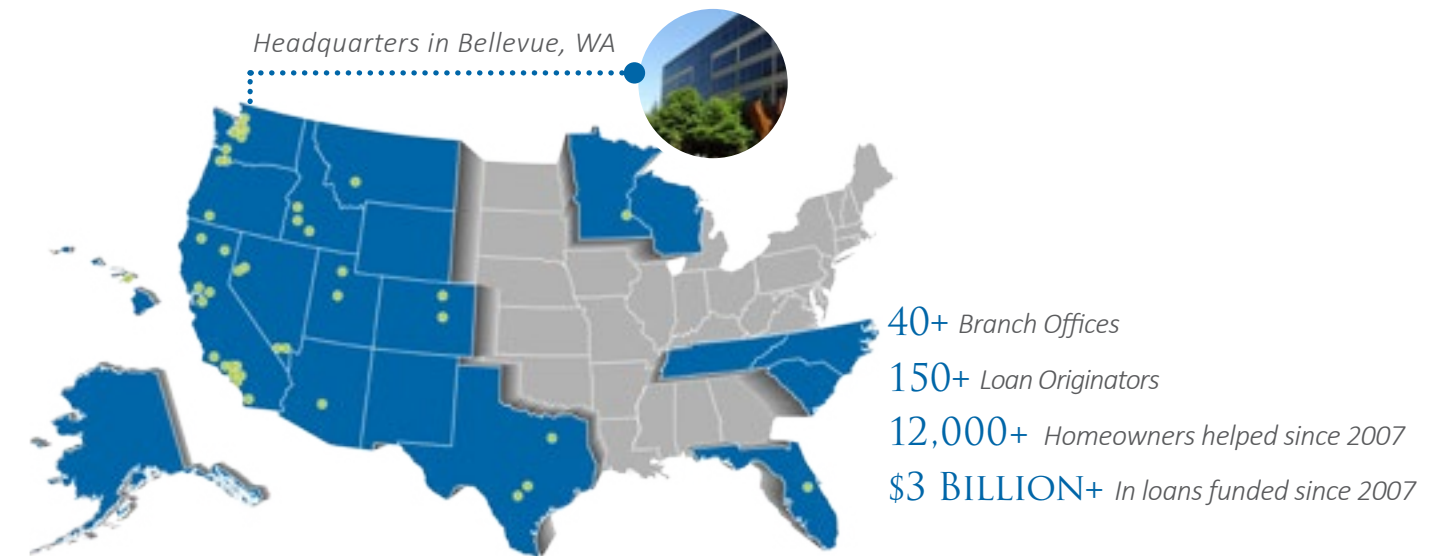 Headquarters in Bellevue, WA
40+ Branch Offices
150+ Loan Originators
12,000+ Homeowners helped since 2007
$3 BILLION+ In loans funded since 2007